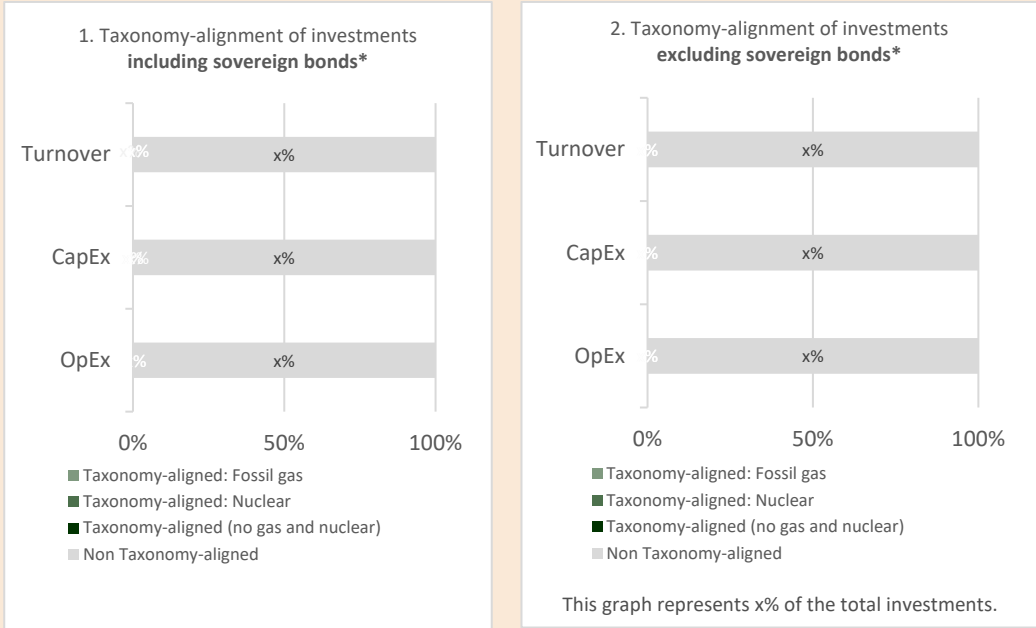 1. Taxonomy-alignment of investments
including sovereign bonds*
Turnover
x%
CapEx
x%
OpEx
% x%
0% 50% 100%
Taxonomy-aligned: Fossil gas
Taxonomy-aligned: Nuclear
Taxonomy-aligned (no gas and nuclear)
Non Taxonomy-aligned
2. Taxonomy-alignment of investments
excluding sovereign bonds*
Turnover % x%
CapEx % x%
OpEx % x%
0% 50% 100%
Taxonomy-aligned: Fossil gas
Taxonomy-aligned: Nuclear
Taxonomy-aligned (no gas and nuclear)
Non Taxonomy-aligned
This graph represents x% of the total investments.